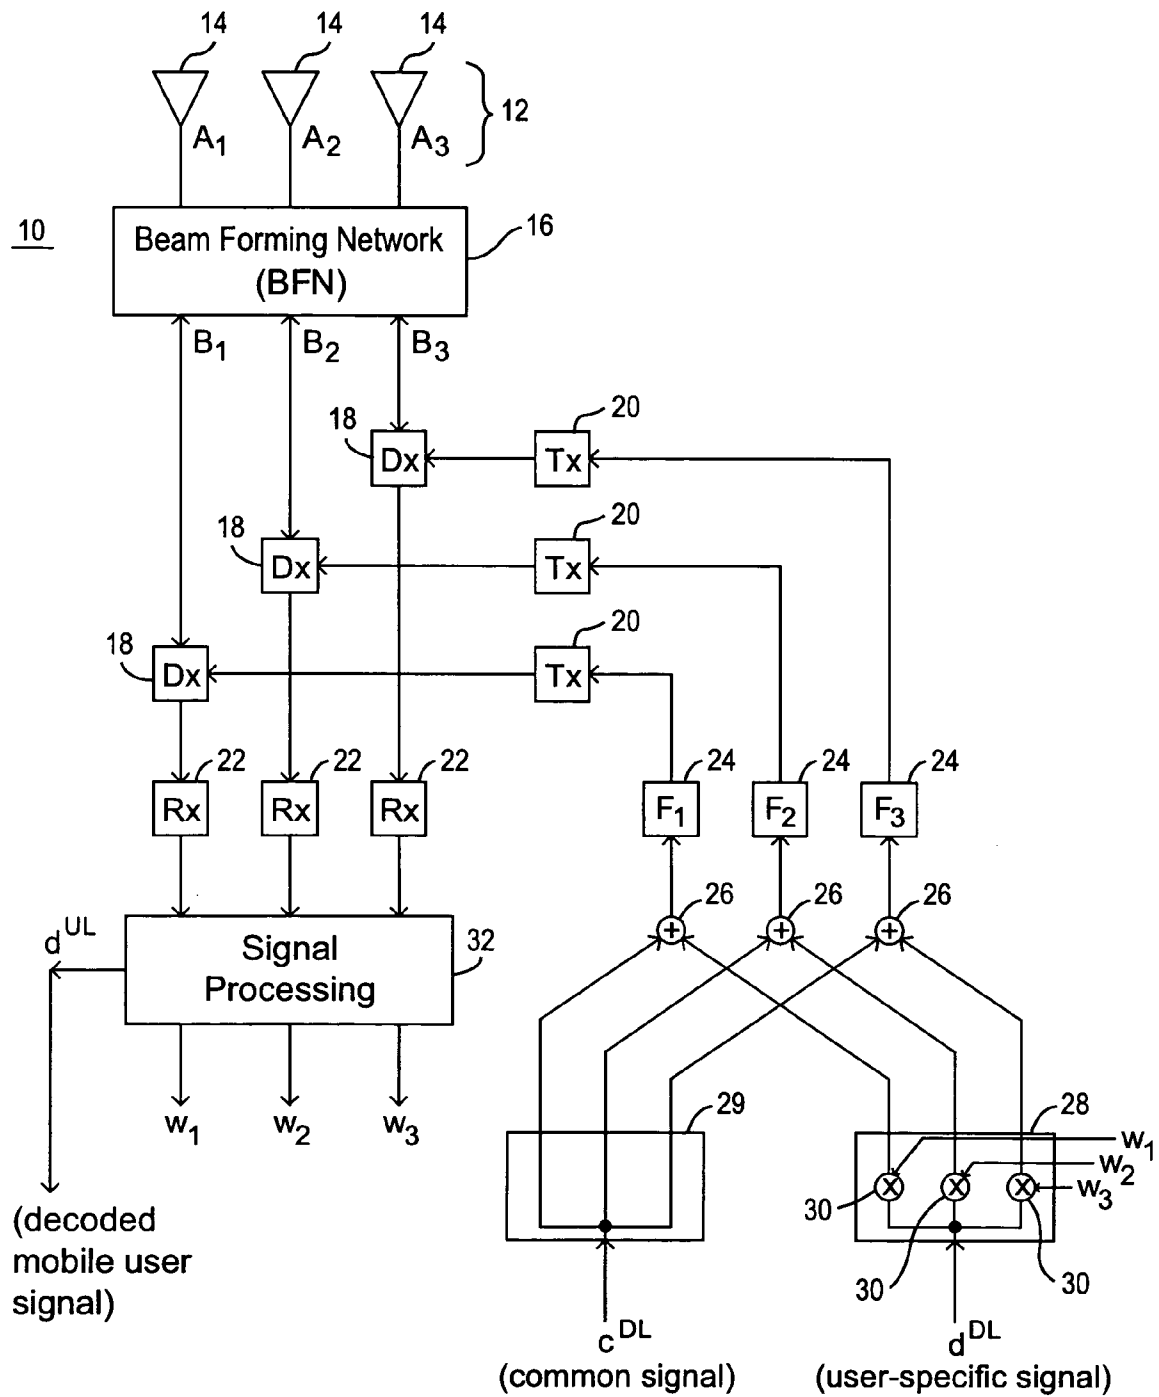 14 14 14
12
A1 A2 A3
10
Beam Forming Network
(BFN)
16
B1 B2 B3
18 Dx Tx 20
18 Dx Tx 20
18 Dx Tx 20
22 22 22
Rx Rx Rx
24 24 24
F1 F2 F3
26 26 26
+ + +
d UL
Signal
Processing
32
w1 w2 w3
29
28
w1
w2
w3
X X X
30
30
30
(decoded
mobile user
signal)
c DL
(common signal)
d DL
(user-specific signal)